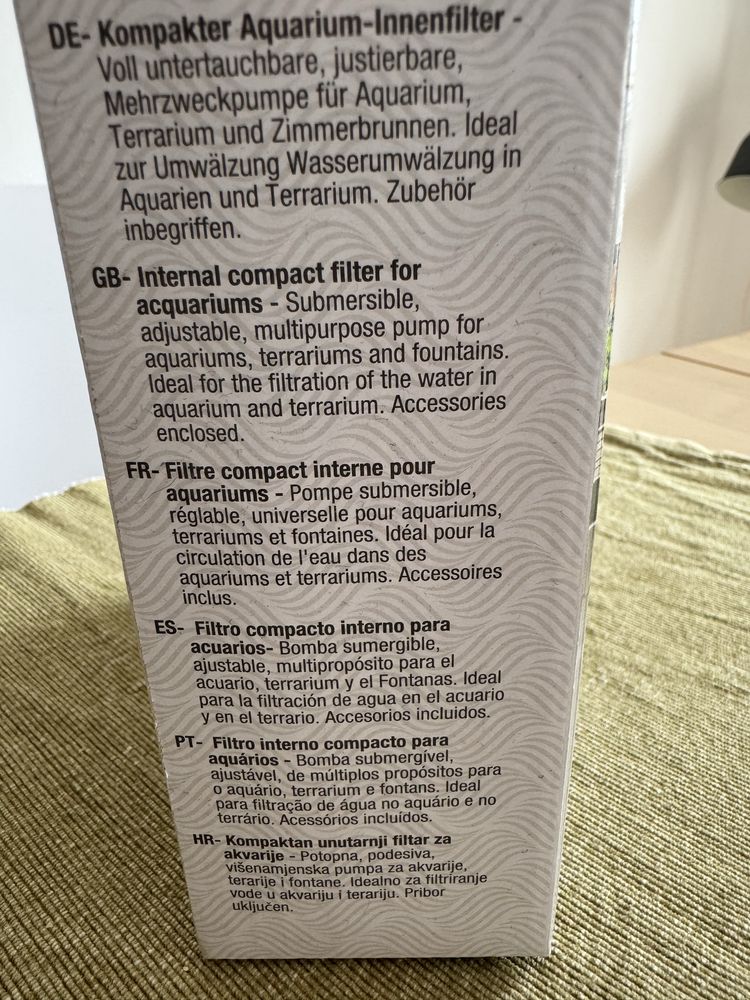 DE- Kompakter Aquarium-Innenfilter -
Voll untertauchbare, justierbare,
Mehrzweckpumpe für Aquarium,
Terrarium und Zimmerbrunnen. Ideal
zur Umwälzung Wasserumwälzung in
Aquarien und Terrarium. Zubehör
inbegriffen.
GB- Internal compact filter for
acquariums - Submersible,
adjustable, multipurpose pump for
aquariums, terrariums and fountains.
Ideal for the filtration of the water in
aquarium and terrarium. Accessories
enclosed.
FR- Filtre compact interne pour
aquariums - Pompe submersible,
réglable, universelle pour aquariums,
terrariums et fontaines. Idéal pour la
circulation de l'eau dans des
aquariums et terrariums. Accessoires
inclus.
ES- Filtro compacto interno para
acuarios- Bomba sumergible,
ajustable, multipropósito para el
acuario, terrarium y el Fontanas. Ideal
para la filtración de agua en el acuario
y en el terrario. Accesorios incluidos.
PT- Filtro interno compacto para
aquários - Bomba submergível,
ajustável, de múltiplos propósitos para
o aquário, terrarium e fontans. Ideal
para filtração de água no aquário e no
terrário. Acessórios incluídos.
HR- Kompaktan unutarnji filtar za
akvarije - Potopna, podesiva,
višenamjenska pumpa za akvarije,
terarije i fontane. Idealno za filtriranje
vode u akvariju i terariju. Pribor
uključen.